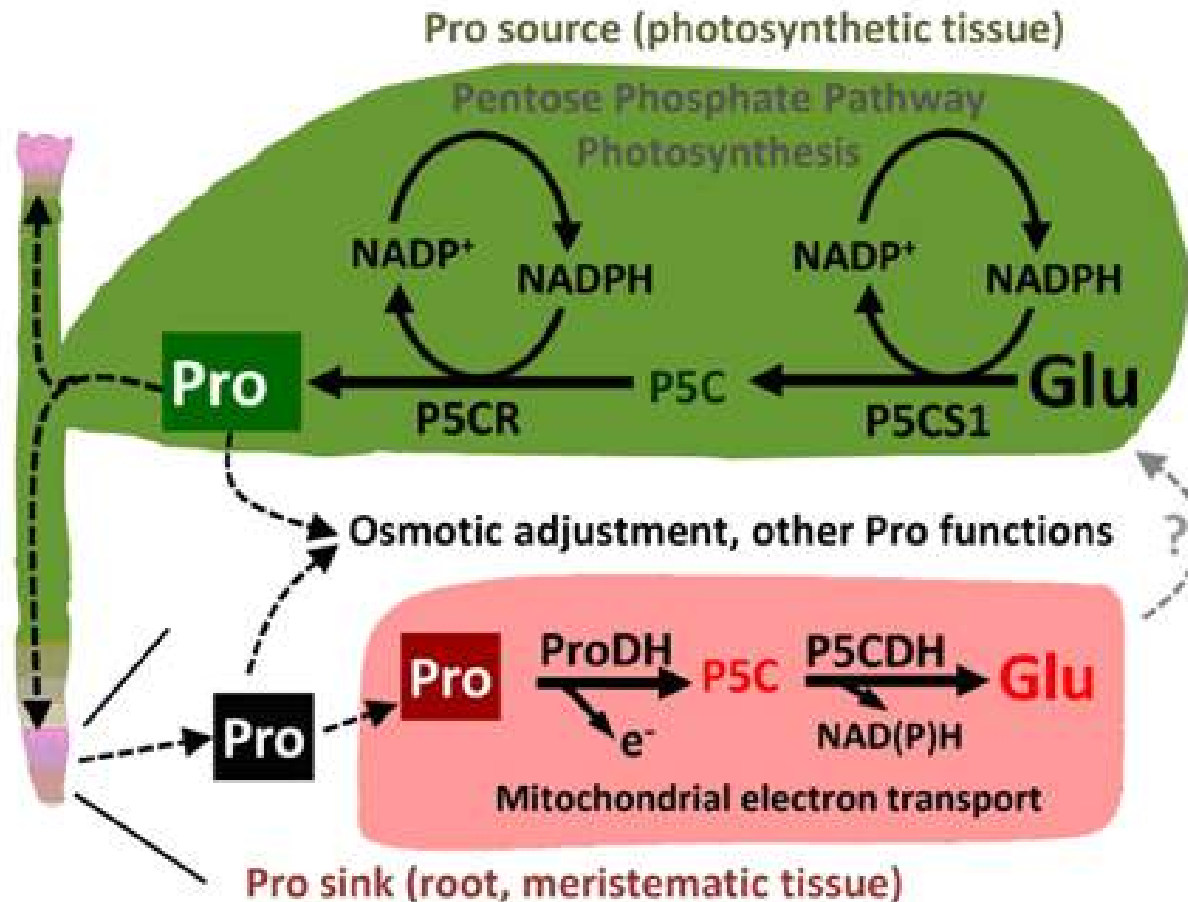 Pro source (photosynthetic tissue)
Pentose Phosphate Pathway
Photosynthesis
NADP⁺
NADPH
NADP⁺
NADPH
Pro
P5CR
P5C
P5CS1
Glu
Osmotic adjustment, other Pro functions
?
Pro
Pro
ProDH
e⁻
P5C
P5CDH
NAD(P)H
Glu
Mitochondrial electron transport
Pro sink (root, meristematic tissue)